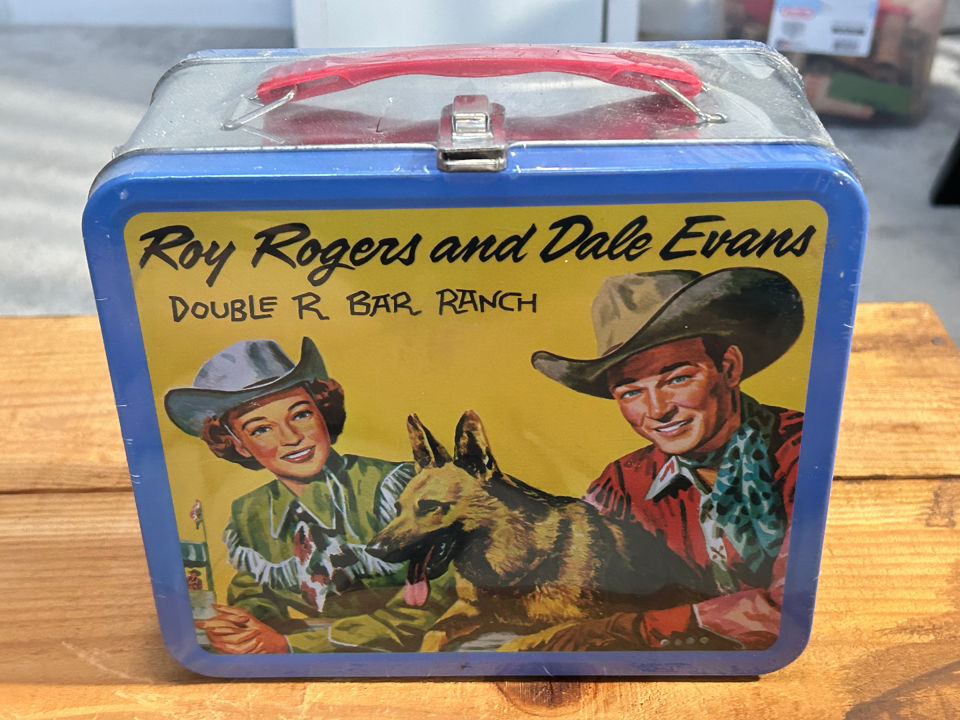 Roy Rogers and Dale Evans
DOUBLE R BAR RANCH